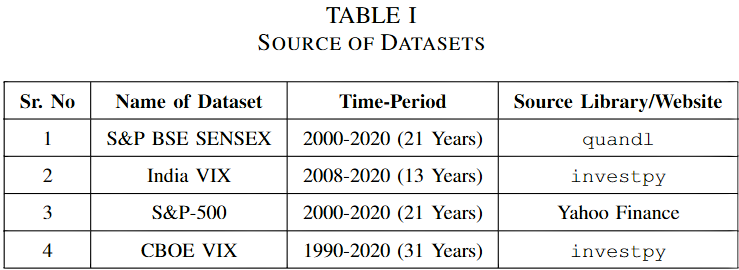 TABLE I
SOURCE OF DATASETS
Sr. No Name of Dataset Time-Period Source Library/Website
1 S&P BSE SENSEX 2000-2020 (21 Years) quandl
2 India VIX 2008-2020 (13 Years) investpy
3 S&P-500 2000-2020 (21 Years) Yahoo Finance
4 CBOE VIX 1990-2020 (31 Years) investpy